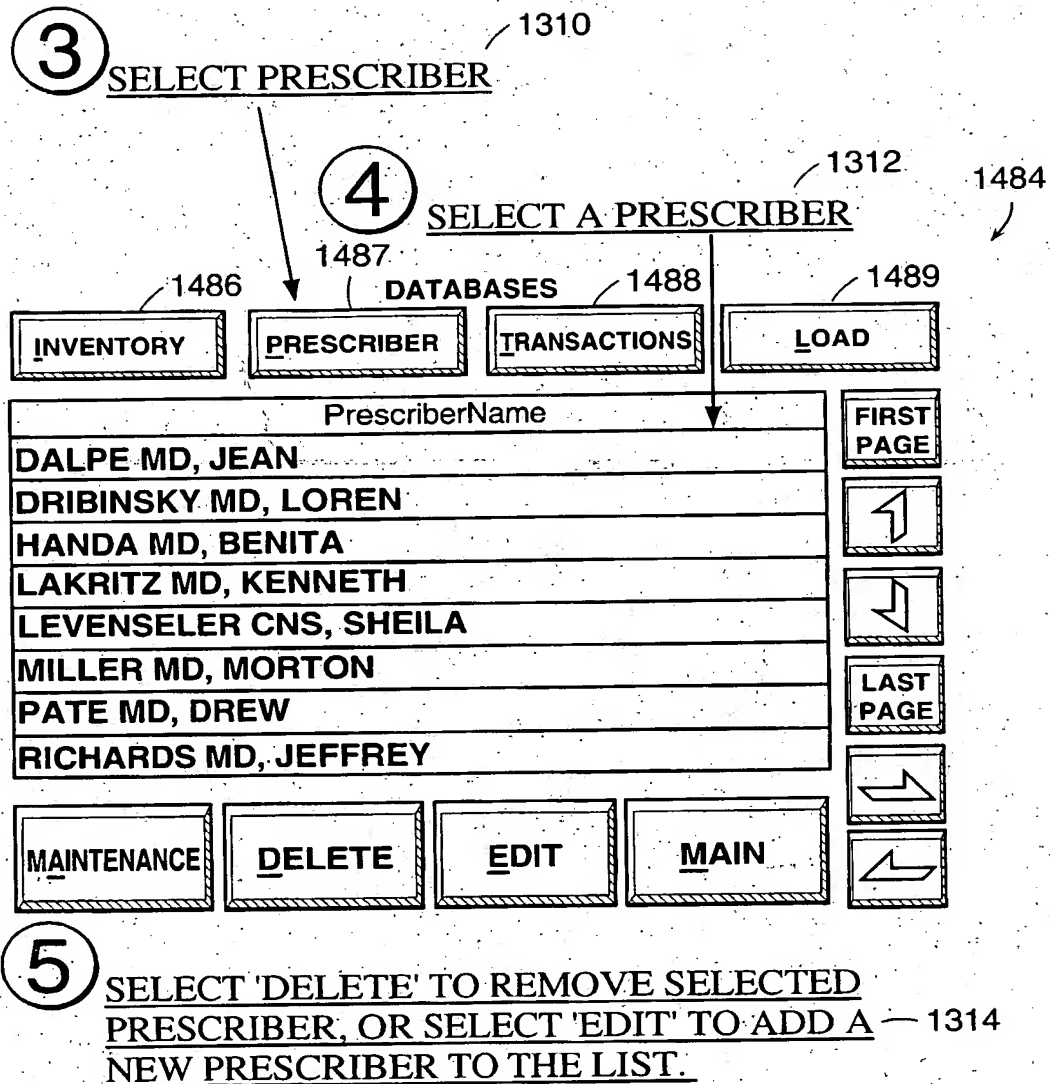 3 SELECT PRESCRIBER 1310
4 SELECT A PRESCRIBER 1312
1484
1486 1487 DATABASES 1488 1489
INVENTORY PRESCRIBER TRANSACTIONS LOAD
PrescriberName
DALPE MD, JEAN
DRIBINSKY MD, LOREN
HANDA MD, BENITA
LAKRITZ MD, KENNETH
LEVENSELER CNS, SHEILA
MILLER MD, MORTON
PATE MD, DREW
RICHARDS MD, JEFFREY
FIRST
PAGE
LAST
PAGE
MAINTENANCE DELETE EDIT MAIN
5 SELECT 'DELETE' TO REMOVE SELECTED
PRESCRIBER, OR SELECT 'EDIT' TO ADD A 1314
NEW PRESCRIBER TO THE LIST.